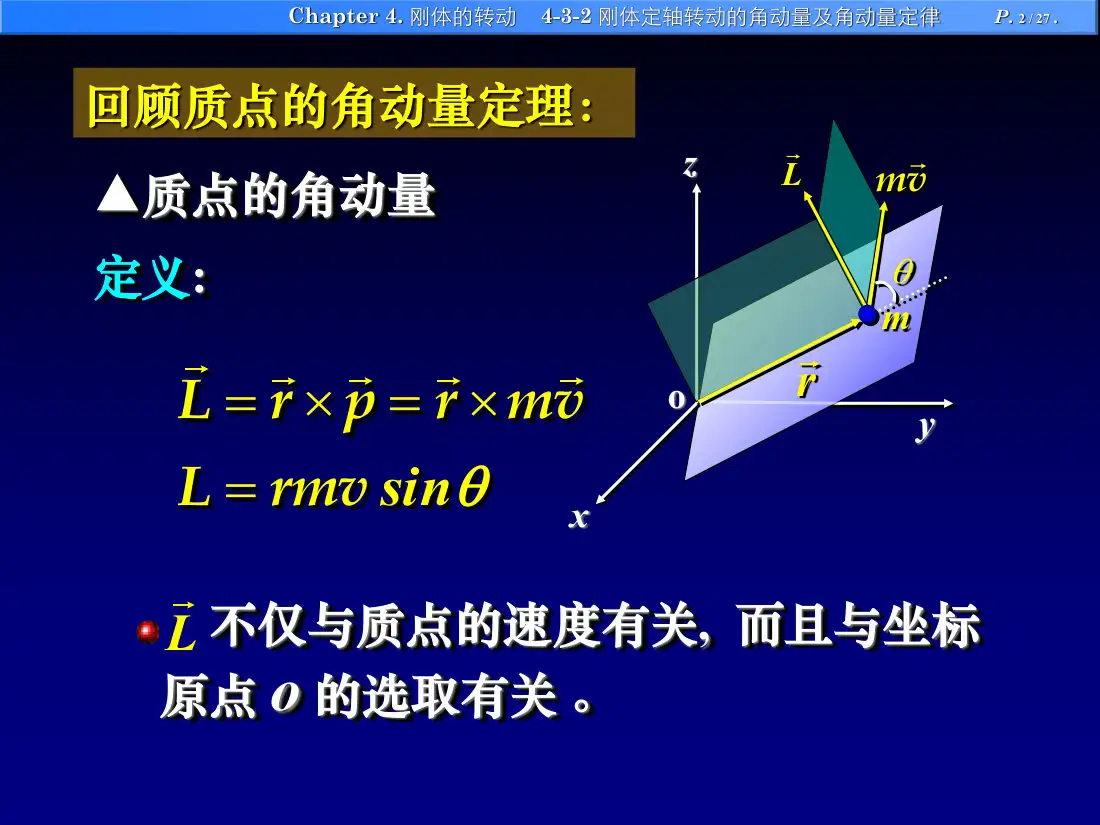 Chapter 4. 刚体的转动 4-3-2 刚体定轴转动的角动量及角动量定律 P. 2 / 27 .
回顾质点的角动量定理:
▲质点的角动量
定义:
z
L⃗
mv⃗
θ
m
r⃗
o
y
x
L⃗ = r⃗ × p⃗ = r⃗ × mv⃗
L = rmv sinθ
L⃗ 不仅与质点的速度有关, 而且与坐标
原点 o 的选取有关 。